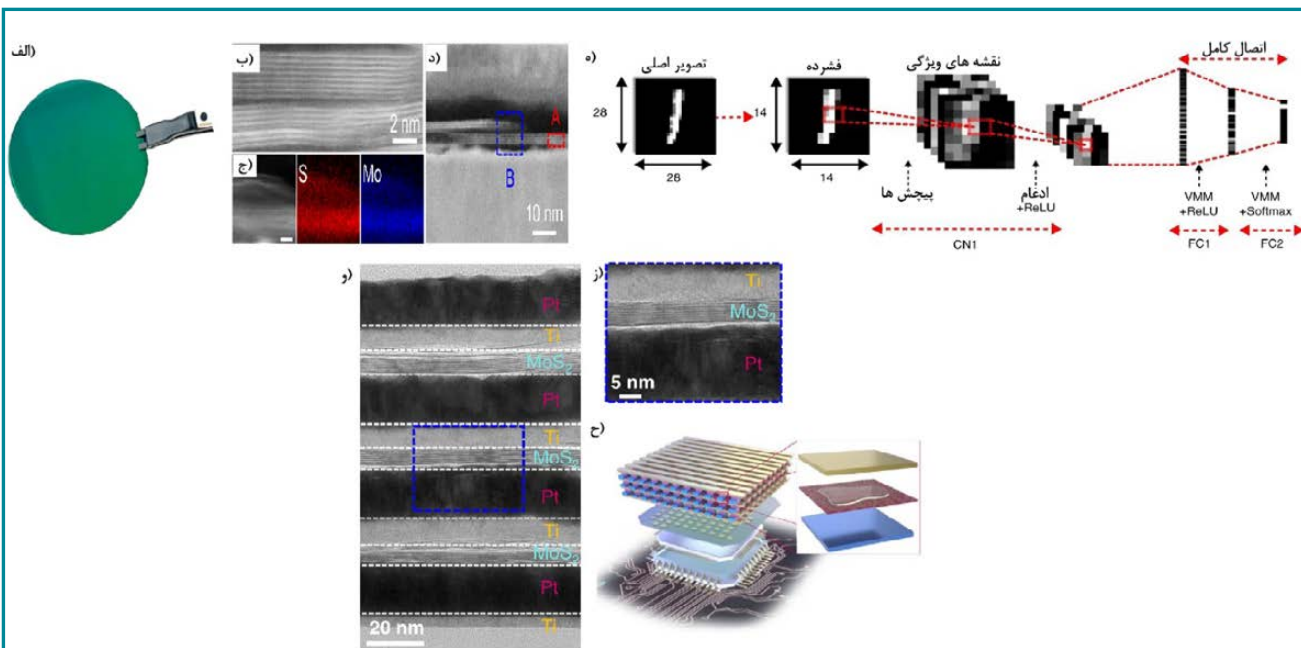 الف)
ب)
2 nm
ج)
S
Mo
د)
A
B
10 nm
ه)
تصویر اصلی
28
28
فشرده
14
14
نقشه های ویژگی
پیچش ها
ادغام
+ReLU
CN1
اتصال کامل
VMM
+ReLU
VMM
+Softmax
FC1
FC2
و)
Pt
Ti
MoS2
Pt
Ti
MoS2
Pt
Ti
MoS2
Pt
Ti
20 nm
ز)
Ti
MoS2
Pt
5 nm
ح)